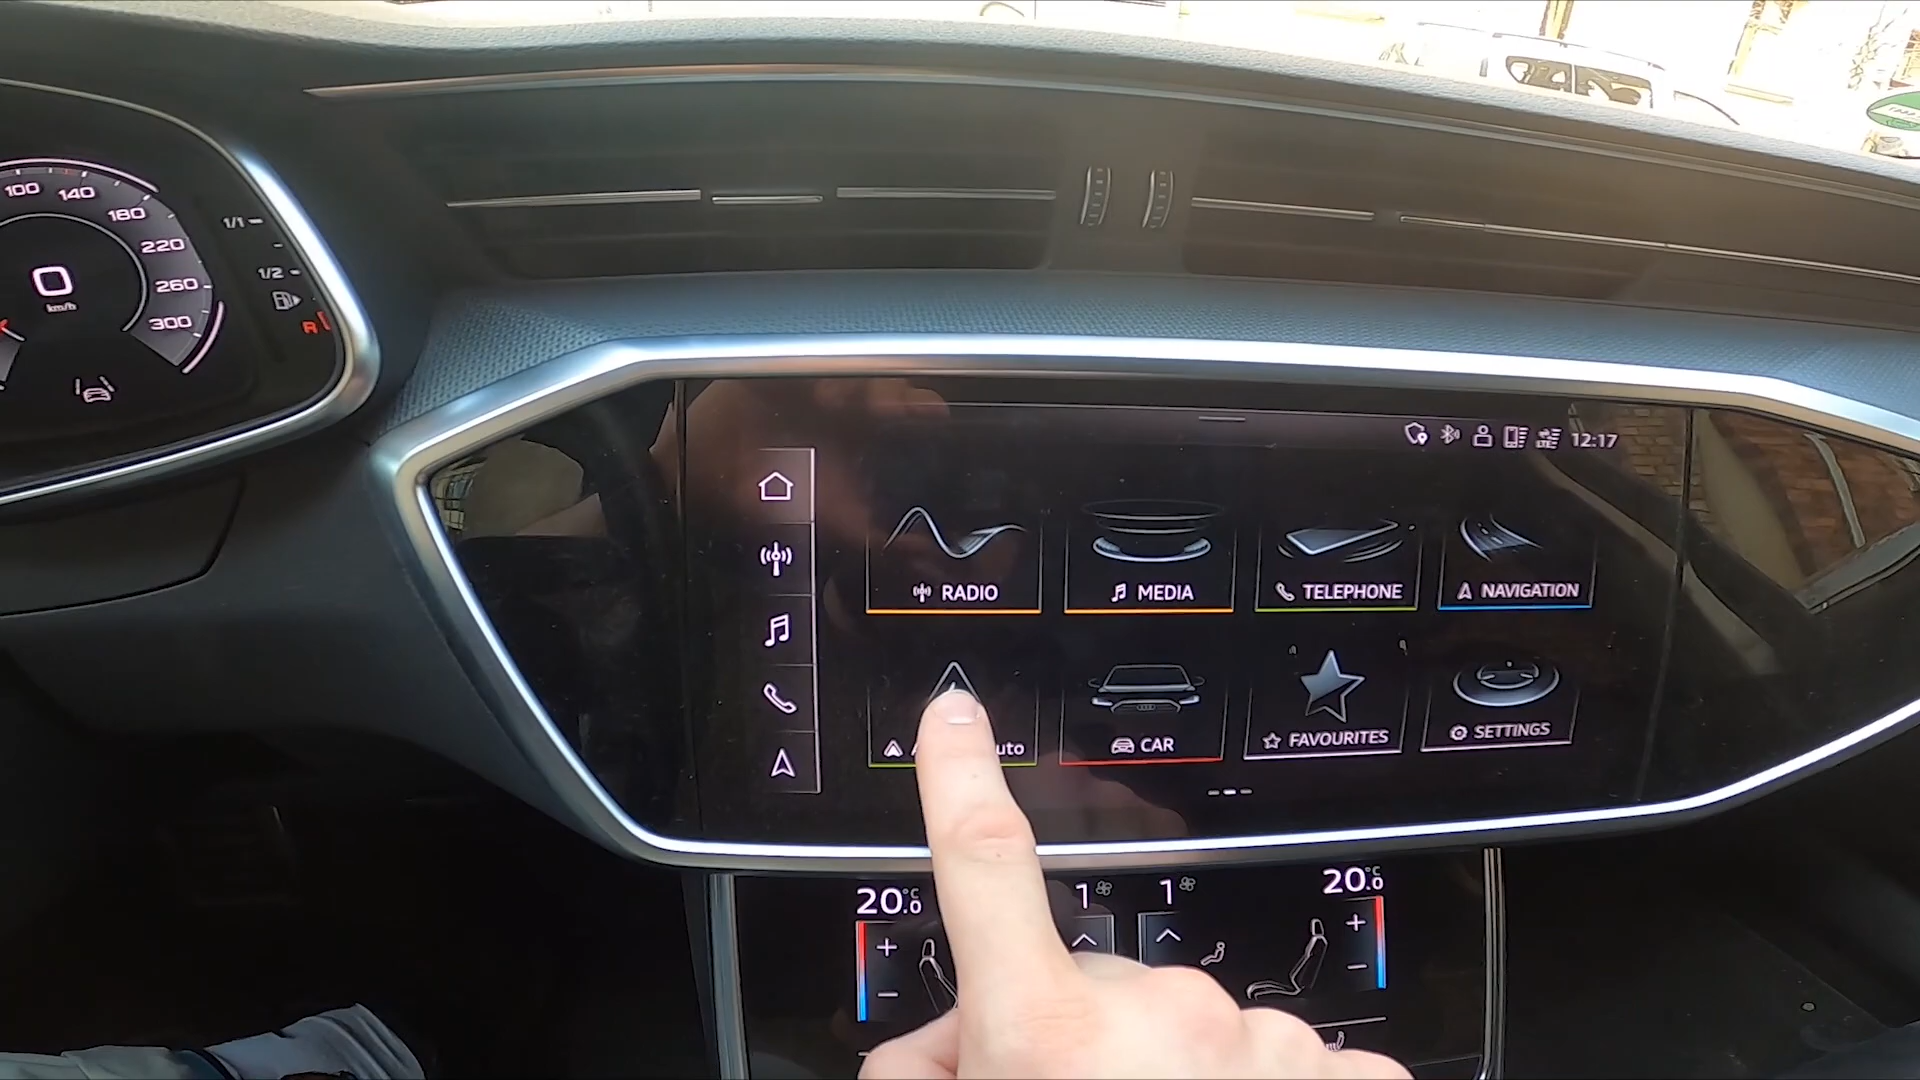 100
140
180
220
260
300
0
km/h
1/1
1/2
R
LTE
12:17
RADIO
MEDIA
TELEPHONE
NAVIGATION
uto
CAR
FAVOURITES
SETTINGS
20.0 °C
1
1
20.0 °C
+
+
−
−